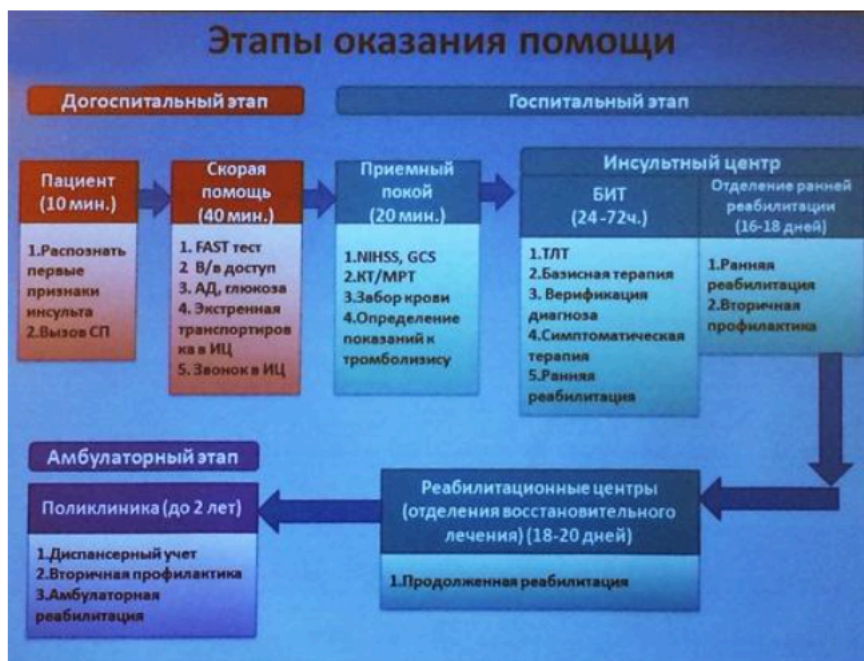 Этапы оказания помощи
Догоспитальный этап
Госпитальный этап
Пациент
(10 мин.)
1.Распознать
первые
признаки
инсульта
2.Вызов СП
Скорая
помощь
(40 мин.)
1. FAST тест
2 В/в доступ
3. АД, глюкоза
4. Экстренная
транспортиров
ка в ИЦ
5. Звонок в ИЦ
Приемный
покой
(20 мин.)
1.NIHSS, GCS
2.КТ/МРТ
3.Забор крови
4.Определение
показаний к
тромболизису
Инсультный центр
БИТ
(24-72ч.)
1.ТЛТ
2.Базисная терапия
3. Верификация
диагноза
4.Симптоматическая
терапия
5.Ранняя
реабилитация
Отделение ранней
реабилитации
(16-18 дней)
1.Ранняя
реабилитация
2.Вторичная
профилактика
Реабилитационные центры
(отделения восстановительного
лечения) (18-20 дней)
1.Продолженная реабилитация
Амбулаторный этап
Поликлиника (до 2 лет)
1.Диспансерный учет
2.Вторичная профилактика
3.Амбулаторная
реабилитация